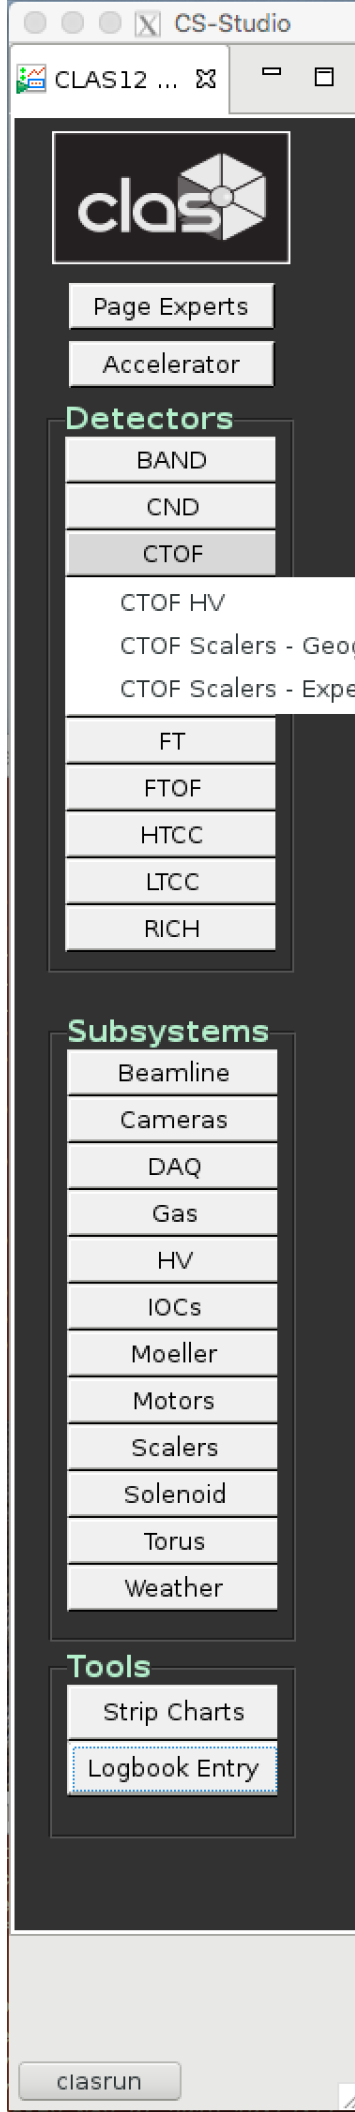 CS-Studio
CLAS12 ...
clas
Page Experts
Accelerator
Detectors
BAND
CND
CTOF
CTOF HV
CTOF Scalers - Geo
CTOF Scalers - Expe
FT
FTOF
HTCC
LTCC
RICH
Subsystems
Beamline
Cameras
DAQ
Gas
HV
IOCs
Moeller
Motors
Scalers
Solenoid
Torus
Weather
Tools
Strip Charts
Logbook Entry
clasrun